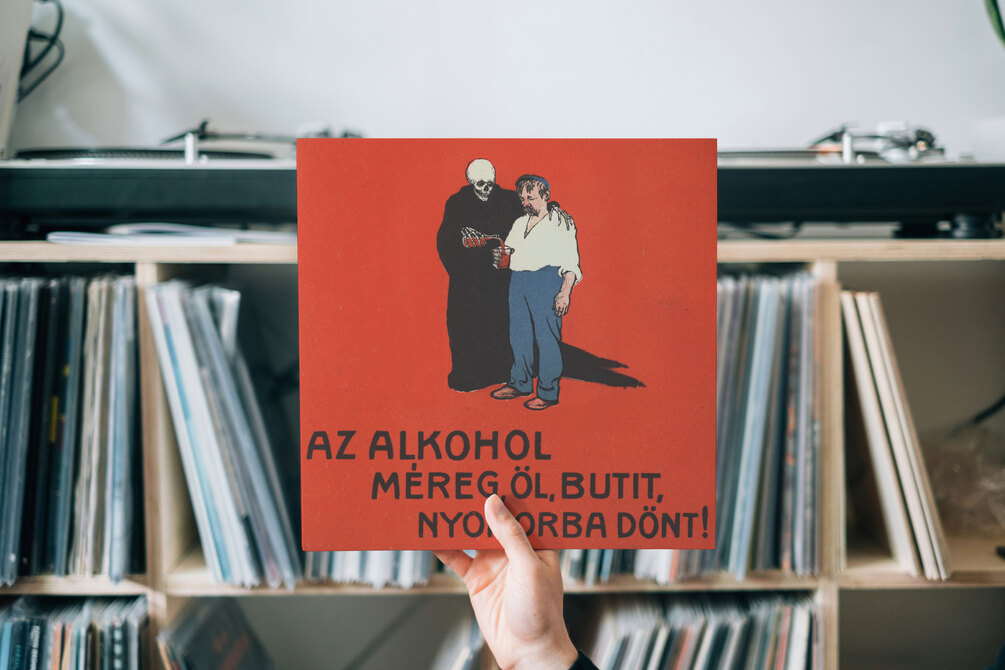 AZ ALKOHOL
MÉREG, ÖL, BUTIT,
DÖNT!